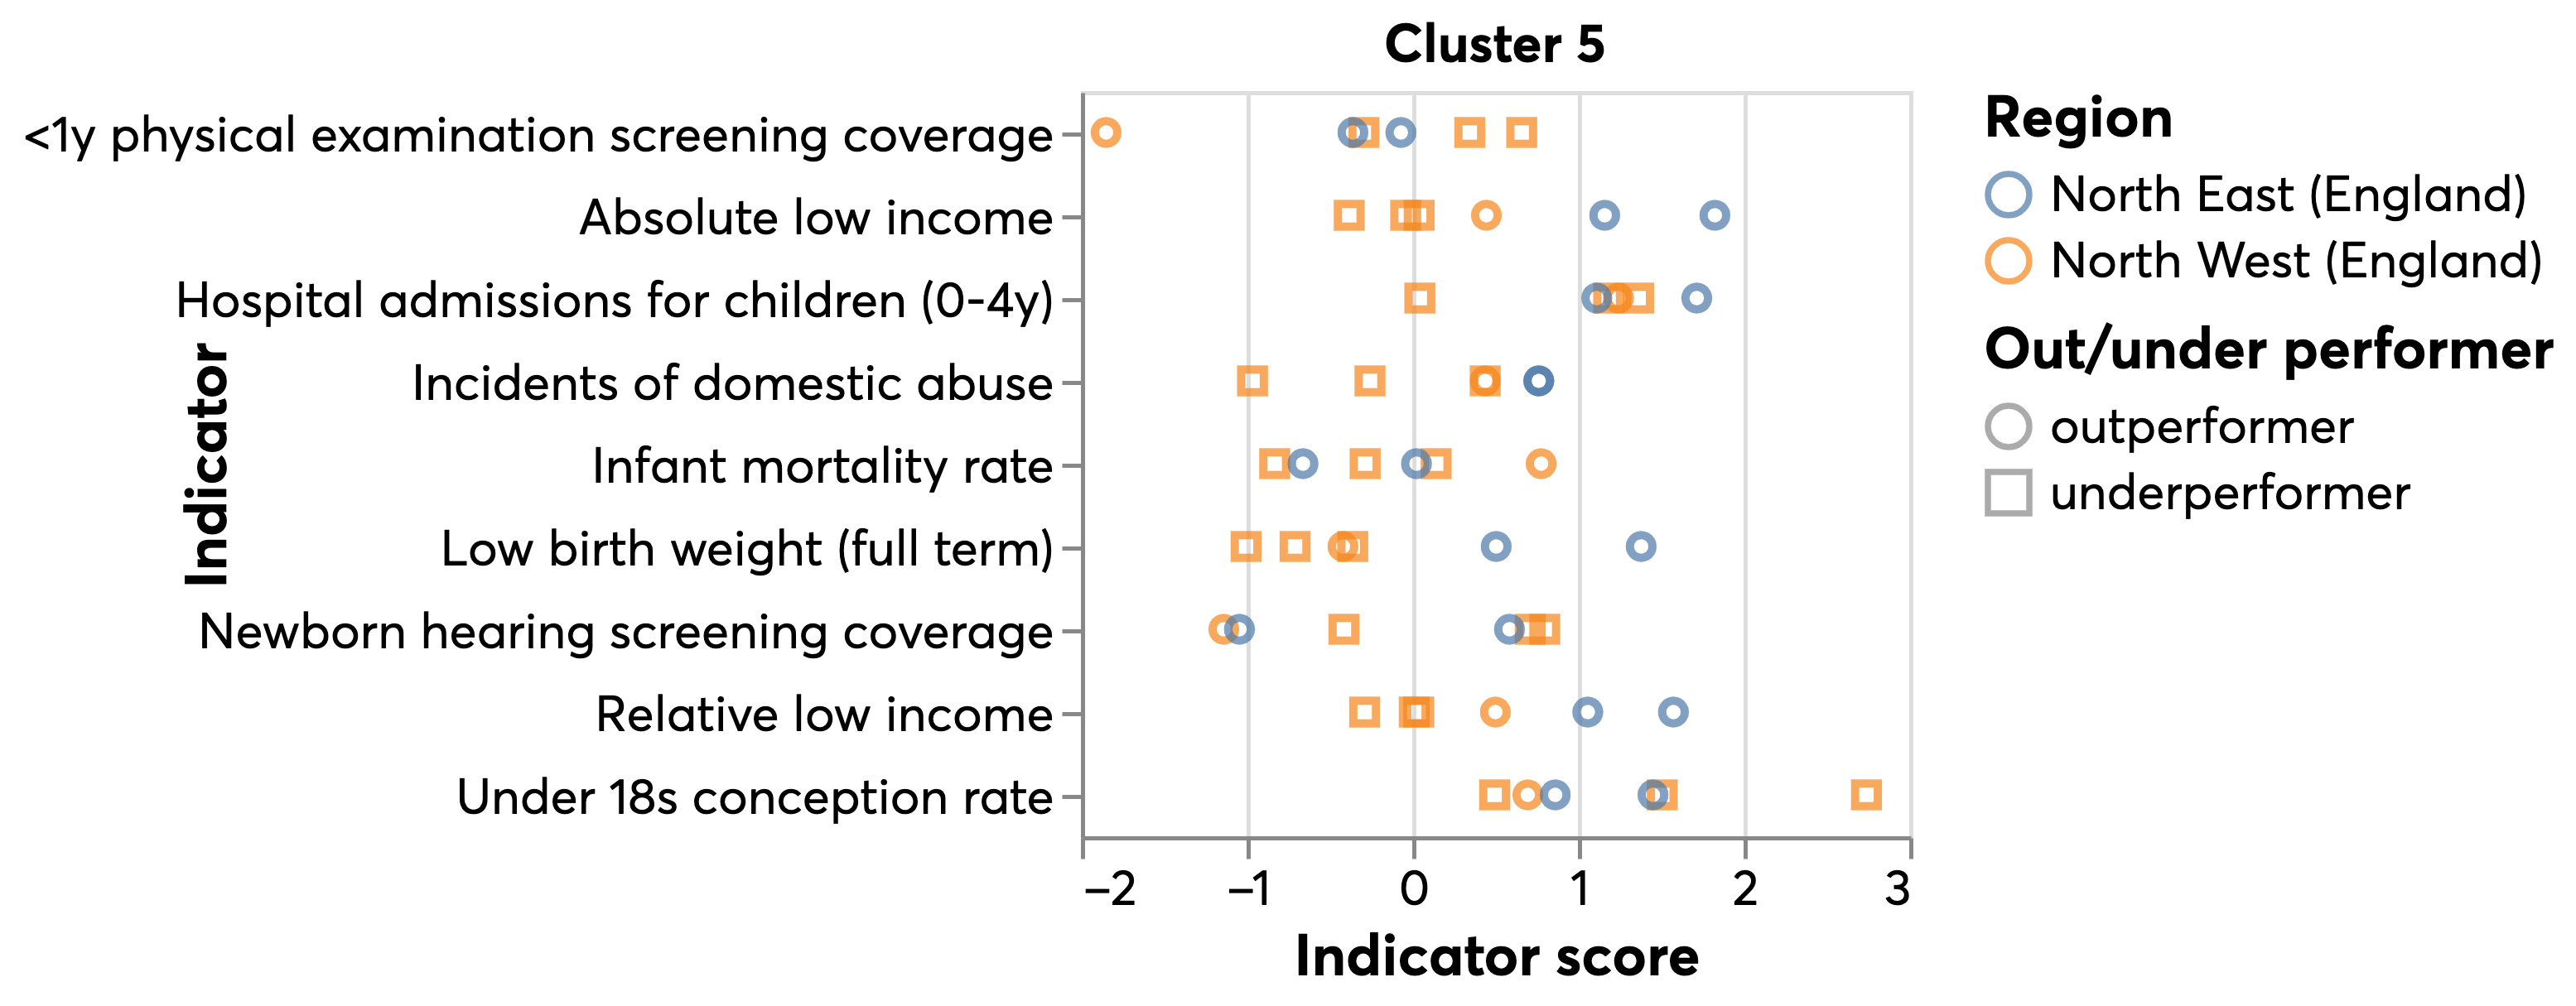 Cluster 5
<1y physical examination screening coverage
Absolute low income
Hospital admissions for children (0-4y)
Incidents of domestic abuse
Infant mortality rate
Low birth weight (full term)
Newborn hearing screening coverage
Relative low income
Under 18s conception rate
Indicator
−2 −1 0 1 2 3
Indicator score
Region
North East (England)
North West (England)
Out/under performer
outperformer
underperformer